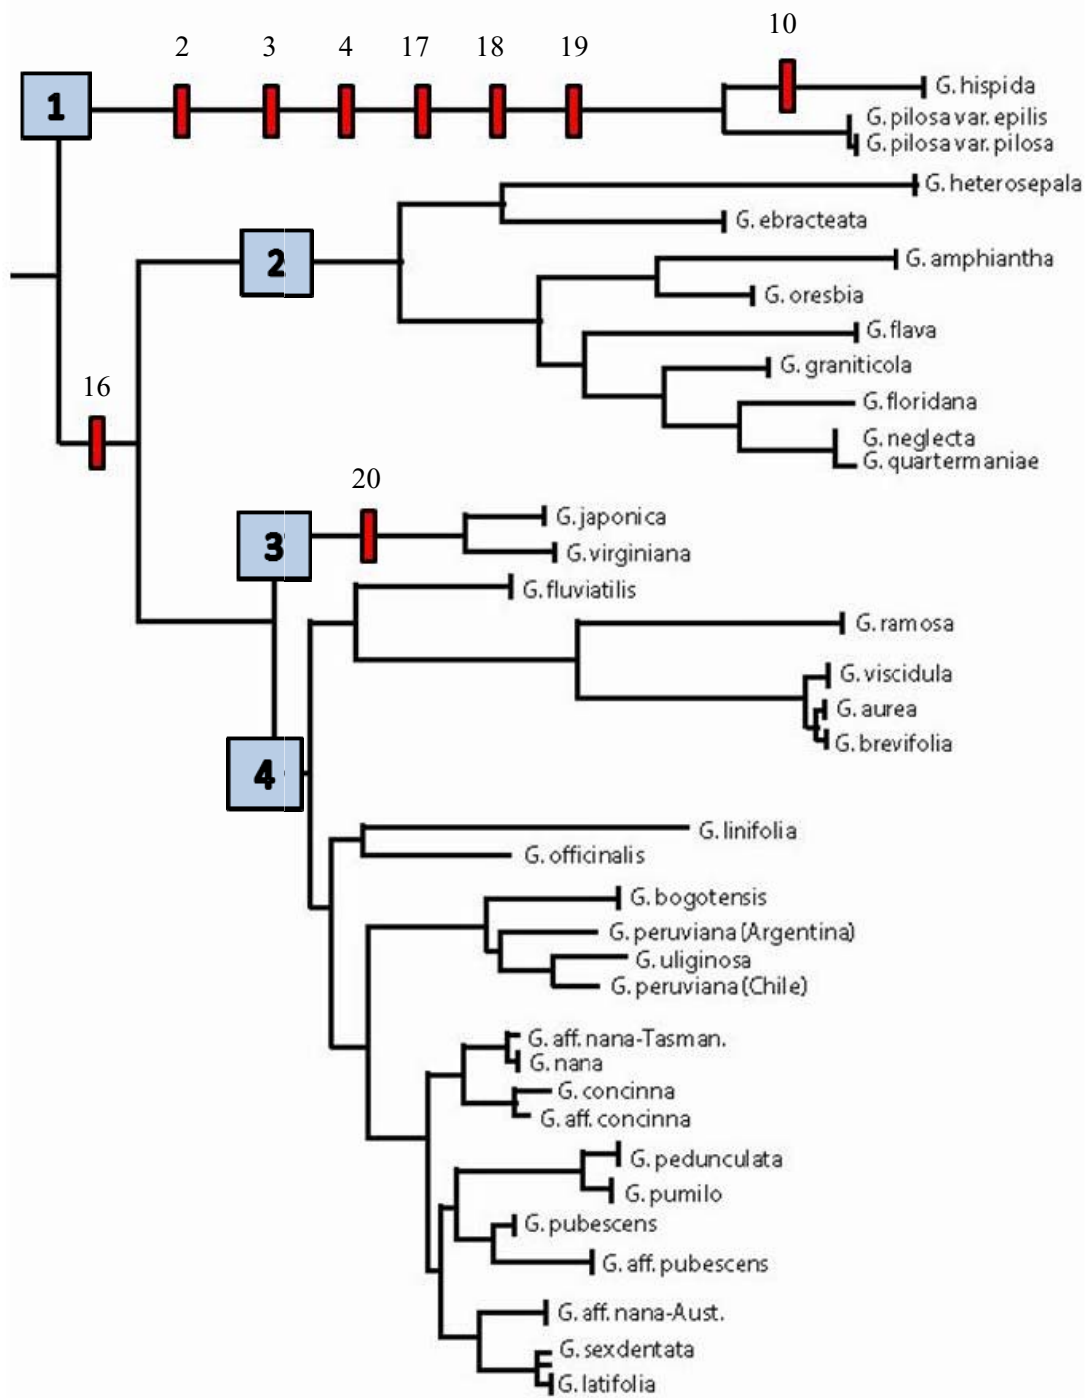 10
2 3 4 17 18 19
1
G. hispida
G. pilosa var. epilis
G. pilosa var. pilosa
G. heterosepala
G. ebracteata
2
G. amphiantha
G. oresbia
G. flava
G. graniticola
16
G. floridana
G. neglecta
G. quartermaniae
20
G. japonica
3
G. virginiana
G. fluviatilis
G. ramosa
G. viscidula
G. aurea
G. brevifolia
4
G. linifolia
G. officinalis
G. bogotensis
G. peruviana (Argentina)
G. uliginosa
G. peruviana (Chile)
G. aff. nana-Tasman.
G. nana
G. concinna
G. aff. concinna
G. pedunculata
G. pumilo
G. pubescens
G. aff. pubescens
G. aff. nana-Aust.
G. sexdentata
G. latifolia